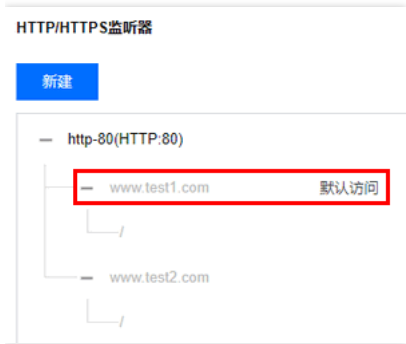 HTTP/HTTPS监听器
新建
http-80(HTTP:80)
www.test1.com 默认访问
/
www.test2.com
/